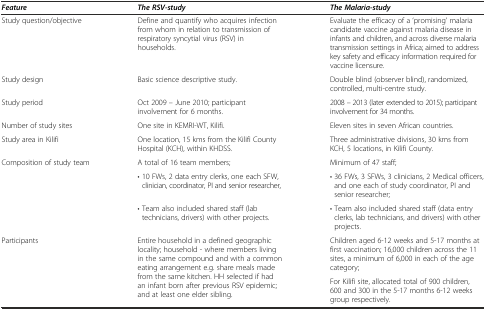 Feature The RSV-study The Malaria-study
Study question/objective
Define and quantify who acquires infection
from whom in relation to transmission of
respiratory syncytial virus (RSV) in
households.
Evaluate the efficacy of a 'promising' malaria
candidate vaccine against malaria disease in
infants and children, and across diverse malaria
transmission settings in Africa; aimed to address
key safety and efficacy information required for
vaccine licensure.
Study design
Basic science descriptive study.
Double blind (observer blind), randomized,
controlled, multi-centre study.
Study period
Oct 2009 – June 2010; participant
involvement for 6 months.
2008 – 2013 (later extended to 2015); participant
involvement for 34 months.
Number of study sites
One site in KEMRI-WT, Kilifi.
Eleven sites in seven African countries.
Study area in Kilifi
One location, 15 kms from the Kilifi County
Hospital (KCH), within KHDSS.
Three administrative divisions, 30 kms from
KCH, 5 locations, in Kilifi County.
Composition of study team
A total of 16 team members;
• 10 FWs, 2 data entry clerks, one each SFW,
clinician, coordinator, PI and senior researcher,
• Team also included shared staff (lab
technicians, drivers) with other projects.
Minimum of 47 staff;
• 36 FWs, 3 SFWs, 3 clinicians, 2 Medical officers,
and one each of study coordinator, PI and
senior researcher;
• Team also included shared staff (data entry
clerks, lab technicians, and drivers) with other
projects.
Participants
Entire household in a defined geographic
locality; household - where members living
in the same compound and with a common
eating arrangement e.g. share meals made
from the same kitchen. HH selected if had
an infant born after previous RSV epidemic;
and at least one elder sibling.
Children aged 6-12 weeks and 5-17 months at
first vaccination; 16,000 children across the 11
sites, a minimum of 6,000 in each of the age
category;
For Kilifi site, allocated total of 900 children,
600 and 300 in the 5-17 months 6-12 weeks
group respectively.